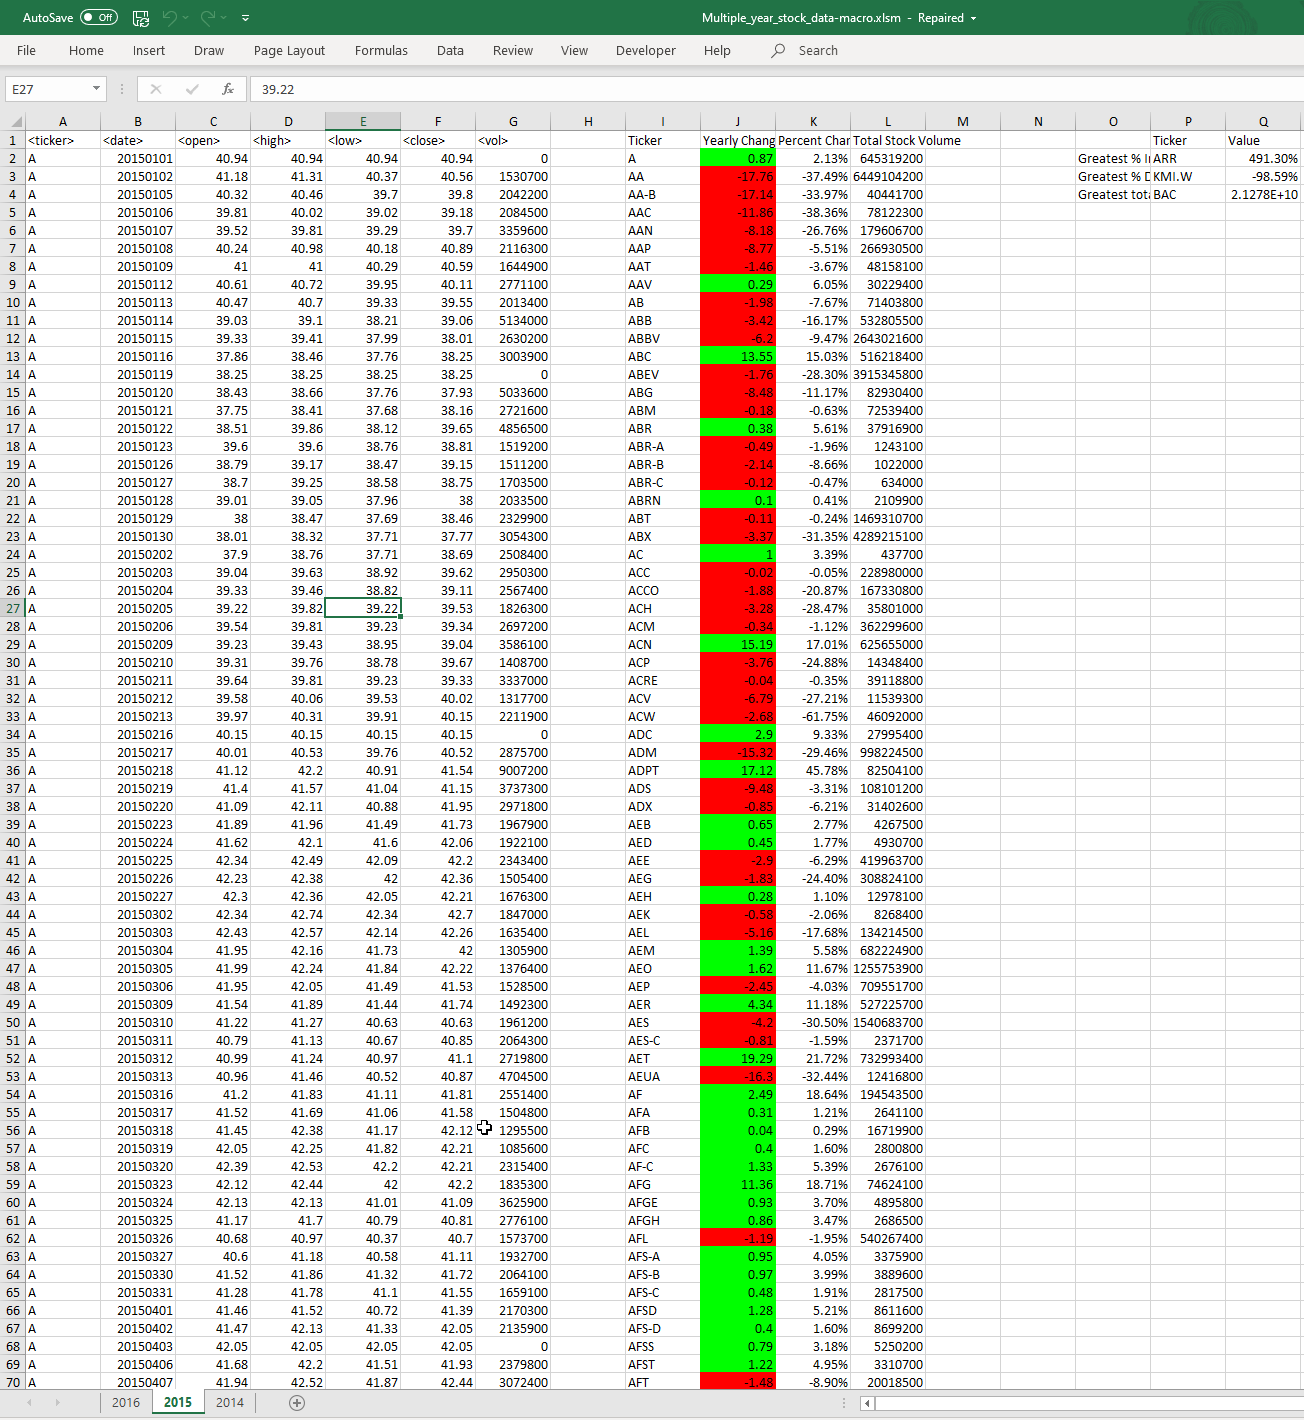 AutoSave Off Multiple_year_stock_data-macro.xlsm - Repaired
File Home Insert Draw Page Layout Formulas Data Review View Developer Help Search
E27 fx 39.22
A B C D E F G H I J K L M N O P Q
1 <ticker> <date> <open> <high> <low> <close> <vol> Ticker Yearly Chang Percent Char Total Stock Volume Ticker Value
2 A 20150101 40.94 40.94 40.94 40.94 0 A 0.87 2.13% 645319200 Greatest % I ARR 491.30%
3 A 20150102 41.18 41.31 40.37 40.56 1530700 AA -17.76 -37.49% 6449104200 Greatest % D KMI.W -98.59%
4 A 20150105 40.32 40.46 39.7 39.8 2042200 AA-B -17.14 -33.97% 40441700 Greatest tota BAC 2.1278E+10
5 A 20150106 39.81 40.02 39.02 39.18 2084500 AAC -11.86 -38.36% 78122300
6 A 20150107 39.52 39.81 39.29 39.7 3359600 AAN -8.18 -26.76% 179606700
7 A 20150108 40.24 40.98 40.18 40.89 2116300 AAP -8.77 -5.51% 266930500
8 A 20150109 41 41 40.29 40.59 1644900 AAT -1.46 -3.67% 48158100
9 A 20150112 40.61 40.72 39.95 40.11 2771100 AAV 0.29 6.05% 30229400
10 A 20150113 40.47 40.7 39.33 39.55 2013400 AB -1.98 -7.67% 71403800
11 A 20150114 39.03 39.1 38.21 39.06 5134000 ABB -3.42 -16.17% 532805500
12 A 20150115 39.33 39.41 37.99 38.01 2630200 ABBV -6.2 -9.47% 2643021600
13 A 20150116 37.86 38.46 37.76 38.25 3003900 ABC 13.55 15.03% 516218400
14 A 20150119 38.25 38.25 38.25 38.25 0 ABEV -1.76 -28.30% 3915345800
15 A 20150120 38.43 38.66 37.76 37.93 5033600 ABG -8.48 -11.17% 82930400
16 A 20150121 37.75 38.41 37.68 38.16 2721600 ABM -0.18 -0.63% 72539400
17 A 20150122 38.51 39.86 38.12 39.65 4856500 ABR 0.38 5.61% 37916900
18 A 20150123 39.6 39.6 38.76 38.81 1519200 ABR-A -0.49 -1.96% 1243100
19 A 20150126 38.79 39.17 38.47 39.15 1511200 ABR-B -2.14 -8.66% 1022000
20 A 20150127 38.7 39.25 38.58 38.75 1703500 ABR-C -0.12 -0.47% 634000
21 A 20150128 39.01 39.05 37.96 38 2033500 ABRN 0.1 0.41% 2109900
22 A 20150129 38 38.47 37.69 38.46 2329900 ABT -0.11 -0.24% 1469310700
23 A 20150130 38.01 38.32 37.71 37.77 3054300 ABX -3.37 -31.35% 4289215100
24 A 20150202 37.9 38.76 37.71 38.69 2508400 AC 1 3.39% 437700
25 A 20150203 39.04 39.63 38.92 39.62 2950300 ACC -0.02 -0.05% 228980000
26 A 20150204 39.33 39.46 38.82 39.11 2567400 ACCO -1.88 -20.87% 167330800
27 A 20150205 39.22 39.82 39.22 39.53 1826300 ACH -3.28 -28.47% 35801000
28 A 20150206 39.54 39.81 39.23 39.34 2697200 ACM -0.34 -1.12% 362299600
29 A 20150209 39.23 39.43 38.95 39.04 3586100 ACN 15.19 17.01% 625655000
30 A 20150210 39.31 39.76 38.78 39.67 1408700 ACP -3.76 -24.88% 14348400
31 A 20150211 39.64 39.81 39.23 39.33 3337000 ACRE -0.04 -0.35% 39118800
32 A 20150212 39.58 40.06 39.53 40.02 1317700 ACV -6.79 -27.21% 11539300
33 A 20150213 39.97 40.31 39.91 40.15 2211900 ACW -2.68 -61.75% 46092000
34 A 20150216 40.15 40.15 40.15 40.15 0 ADC 2.9 9.33% 27995400
35 A 20150217 40.01 40.53 39.76 40.52 2875700 ADM -15.32 -29.46% 998224500
36 A 20150218 41.12 42.2 40.91 41.54 9007200 ADPT 17.12 45.78% 82504100
37 A 20150219 41.4 41.57 41.04 41.15 3737300 ADS -9.48 -3.31% 108101200
38 A 20150220 41.09 42.11 40.88 41.95 2971800 ADX -0.85 -6.21% 31402600
39 A 20150223 41.89 41.96 41.49 41.73 1967900 AEB 0.65 2.77% 4267500
40 A 20150224 41.62 42.1 41.6 42.06 1922100 AED 0.45 1.77% 4930700
41 A 20150225 42.34 42.49 42.09 42.2 2343400 AEE -2.9 -6.29% 419963700
42 A 20150226 42.23 42.38 42 42.36 1505400 AEG -1.83 -24.40% 308824100
43 A 20150227 42.3 42.36 42.05 42.21 1676300 AEH 0.28 1.10% 12978100
44 A 20150302 42.34 42.74 42.34 42.7 1847000 AEK -0.58 -2.06% 8268400
45 A 20150303 42.43 42.57 42.14 42.26 1635400 AEL -5.16 -17.68% 134214500
46 A 20150304 41.95 42.16 41.73 42 1305900 AEM 1.39 5.58% 682224900
47 A 20150305 41.99 42.24 41.84 42.22 1376400 AEO 1.62 11.67% 1255753900
48 A 20150306 41.95 42.05 41.49 41.53 1528500 AEP -2.45 -4.03% 709551700
49 A 20150309 41.54 41.89 41.44 41.74 1492300 AER 4.34 11.18% 527225700
50 A 20150310 41.22 41.27 40.63 40.63 1961200 AES -4.2 -30.50% 1540683700
51 A 20150311 40.79 41.13 40.67 40.85 2064300 AES-C -0.81 -1.59% 2371700
52 A 20150312 40.99 41.24 40.97 41.1 2719800 AET 19.29 21.72% 732993400
53 A 20150313 40.96 41.46 40.52 40.87 4704500 AEUA -16.3 -32.44% 12416800
54 A 20150316 41.2 41.83 41.11 41.81 2551400 AF 2.49 18.64% 194543500
55 A 20150317 41.52 41.69 41.06 41.58 1504800 AFA 0.31 1.21% 2641100
56 A 20150318 41.45 42.38 41.17 42.12 1295500 AFB 0.04 0.29% 16719900
57 A 20150319 42.05 42.25 41.82 42.21 1085600 AFC 0.4 1.60% 2800800
58 A 20150320 42.39 42.53 42.2 42.21 2315400 AF-C 1.33 5.39% 2676100
59 A 20150323 42.12 42.44 42 42.2 1835300 AFG 11.36 18.71% 74624100
60 A 20150324 42.13 42.13 41.01 41.09 3625900 AFGE 0.93 3.70% 4895800
61 A 20150325 41.17 41.7 40.79 40.81 2776100 AFGH 0.86 3.47% 2686500
62 A 20150326 40.68 40.97 40.37 40.7 1573700 AFL -1.19 -1.95% 540267400
63 A 20150327 40.6 41.18 40.58 41.11 1932700 AFS-A 0.95 4.05% 3375900
64 A 20150330 41.52 41.86 41.32 41.72 2064100 AFS-B 0.97 3.99% 3889600
65 A 20150331 41.28 41.78 41.1 41.55 1659100 AFS-C 0.48 1.91% 2817500
66 A 20150401 41.46 41.52 40.72 41.39 2170300 AFSD 1.28 5.21% 8611600
67 A 20150402 41.47 42.13 41.33 42.05 2135900 AFS-D 0.4 1.60% 8699200
68 A 20150403 42.05 42.05 42.05 42.05 0 AFSS 0.79 3.18% 5250200
69 A 20150406 41.68 42.2 41.51 41.93 2379800 AFST 1.22 4.95% 3310700
70 A 20150407 41.94 42.52 41.87 42.44 3072400 AFT -1.48 -8.90% 20018500
2016 2015 2014